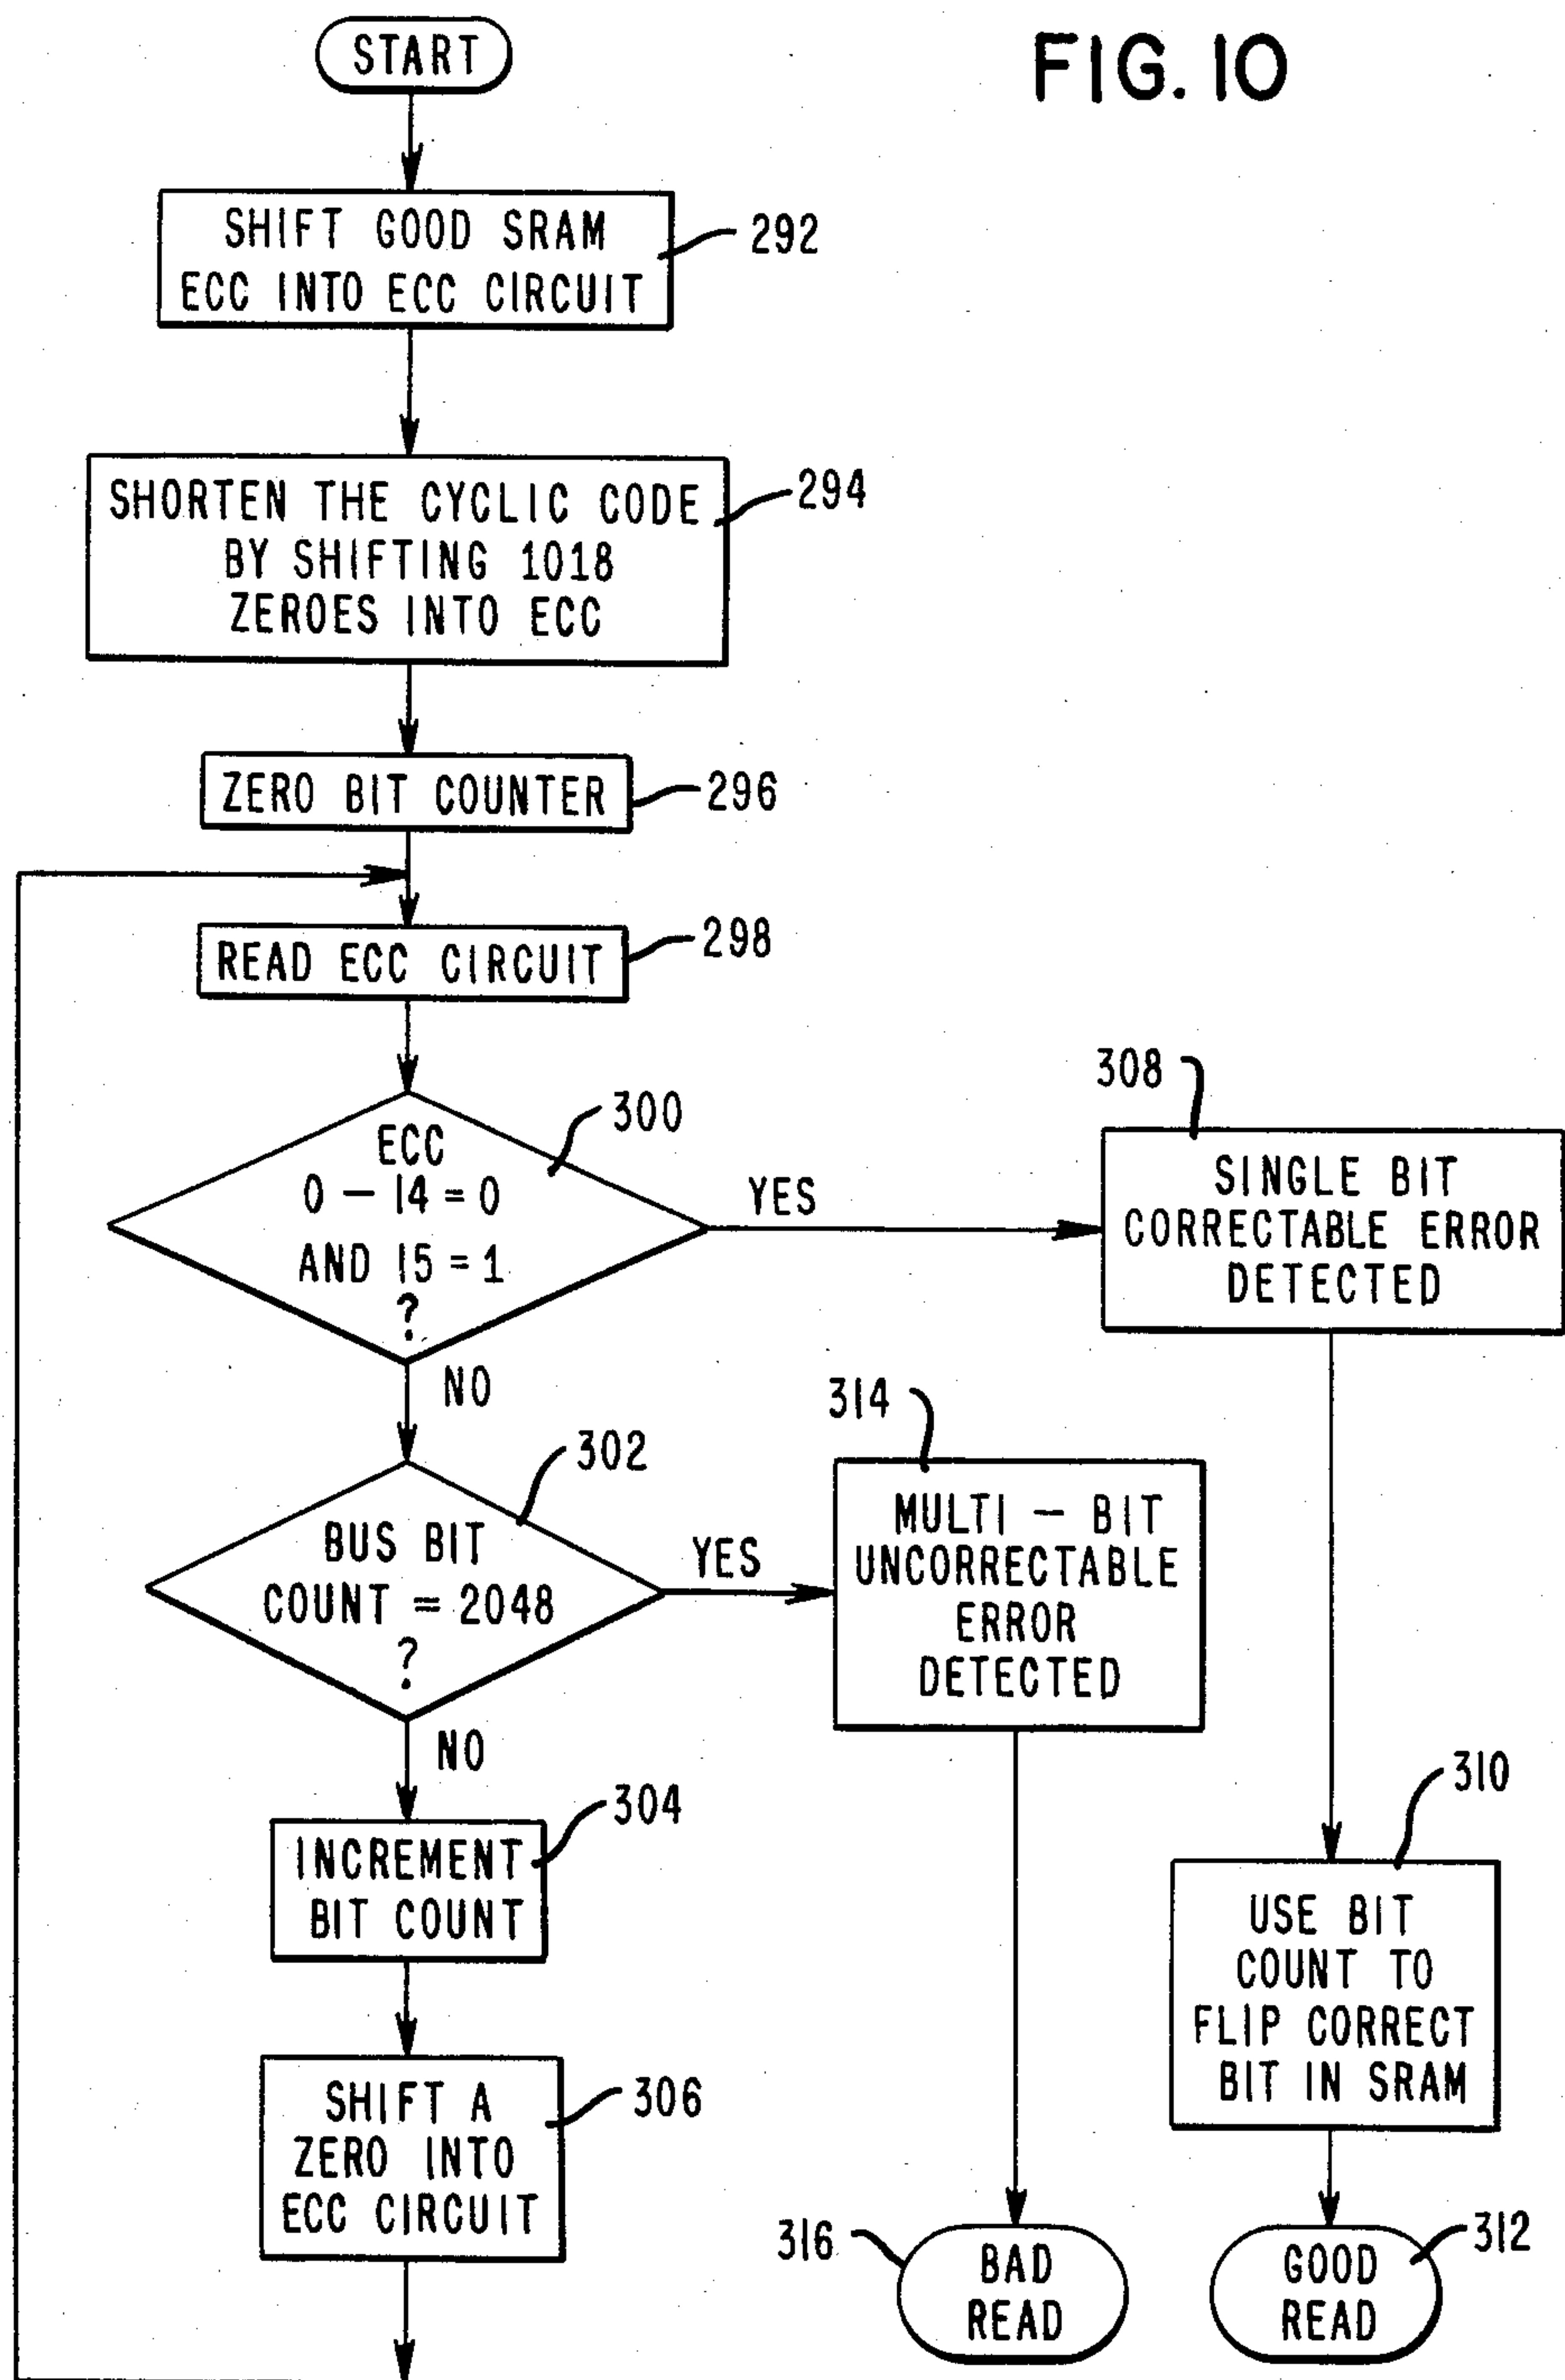 FIG. 10
START
SHIFT GOOD SRAM
ECC INTO ECC CIRCUIT
292
SHORTEN THE CYCLIC CODE
BY SHIFTING 1018
ZEROES INTO ECC
294
ZERO BIT COUNTER
296
READ ECC CIRCUIT
298
ECC
0 — 14 = 0
AND 15 = 1
?
300
YES
NO
308
SINGLE BIT
CORRECTABLE ERROR
DETECTED
BUS BIT
COUNT = 2048
?
302
YES
NO
314
MULTI — BIT
UNCORRECTABLE
ERROR
DETECTED
INCREMENT
BIT COUNT
304
310
USE BIT
COUNT TO
FLIP CORRECT
BIT IN SRAM
SHIFT A
ZERO INTO
ECC CIRCUIT
306
316
BAD
READ
GOOD
READ
312